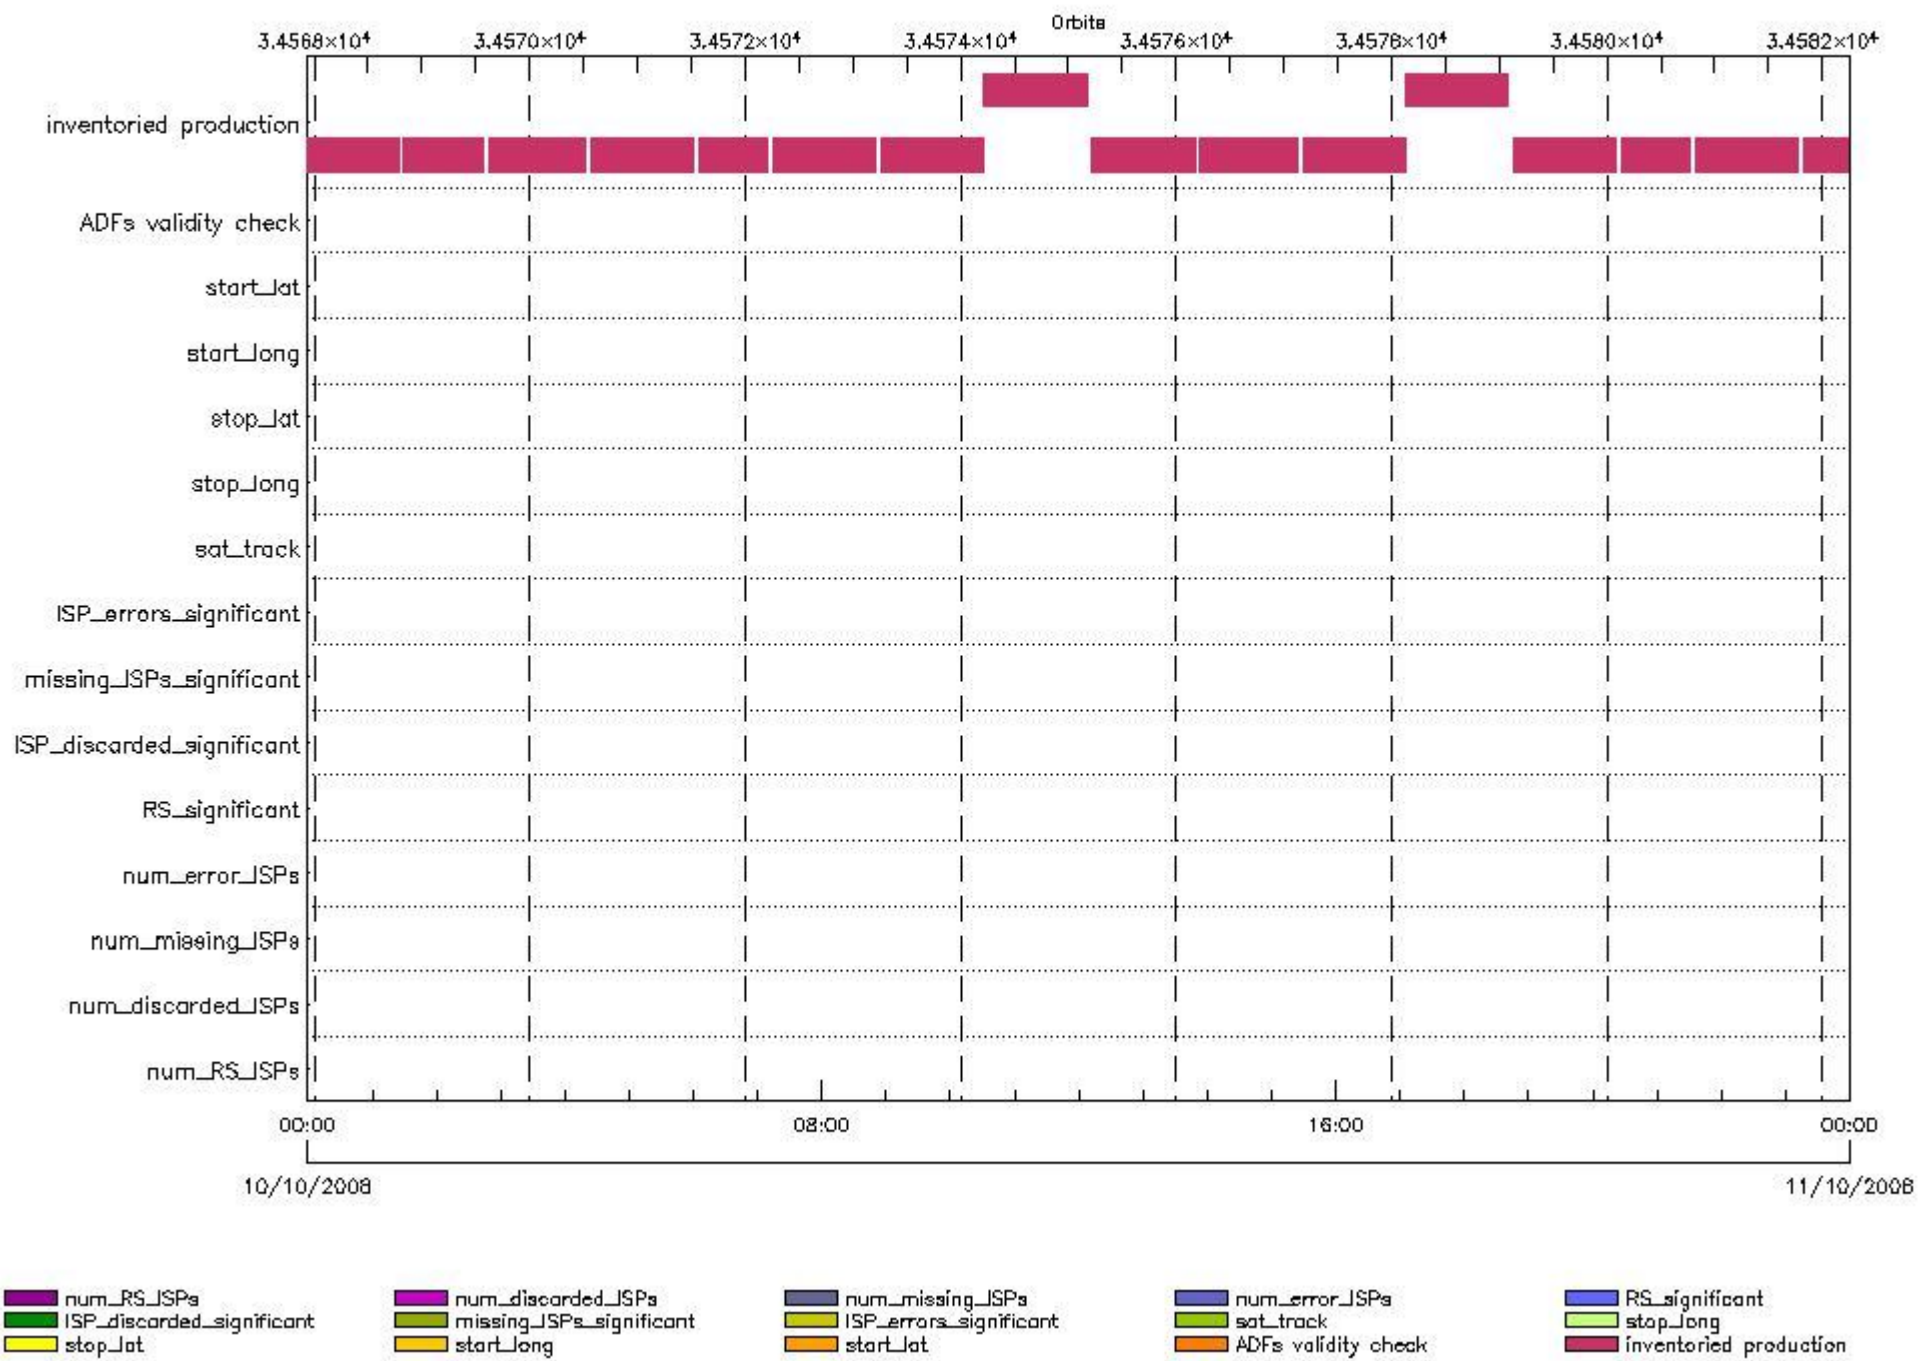 Orbits
3.4568×10⁴ 3.4570×10⁴ 3.4572×10⁴ 3.4574×10⁴ 3.4576×10⁴ 3.4578×10⁴ 3.4580×10⁴ 3.4582×10⁴
inventoried production
ADFs validity check
start_lat
start_long
stop_lat
stop_long
sat_track
ISP_errors_significant
missing_ISPs_significant
ISP_discarded_significant
RS_significant
num_error_ISPs
num_missing_ISPs
num_discarded_ISPs
num_RS_ISPs
00:00 08:00 16:00 00:00
10/10/2008 11/10/2008
num_RS_ISPs num_discarded_ISPs num_missing_ISPs num_error_ISPs RS_significant
ISP_discarded_significant missing_ISPs_significant ISP_errors_significant sat_track stop_long
stop_lat start_long start_lat ADFs validity check inventoried production